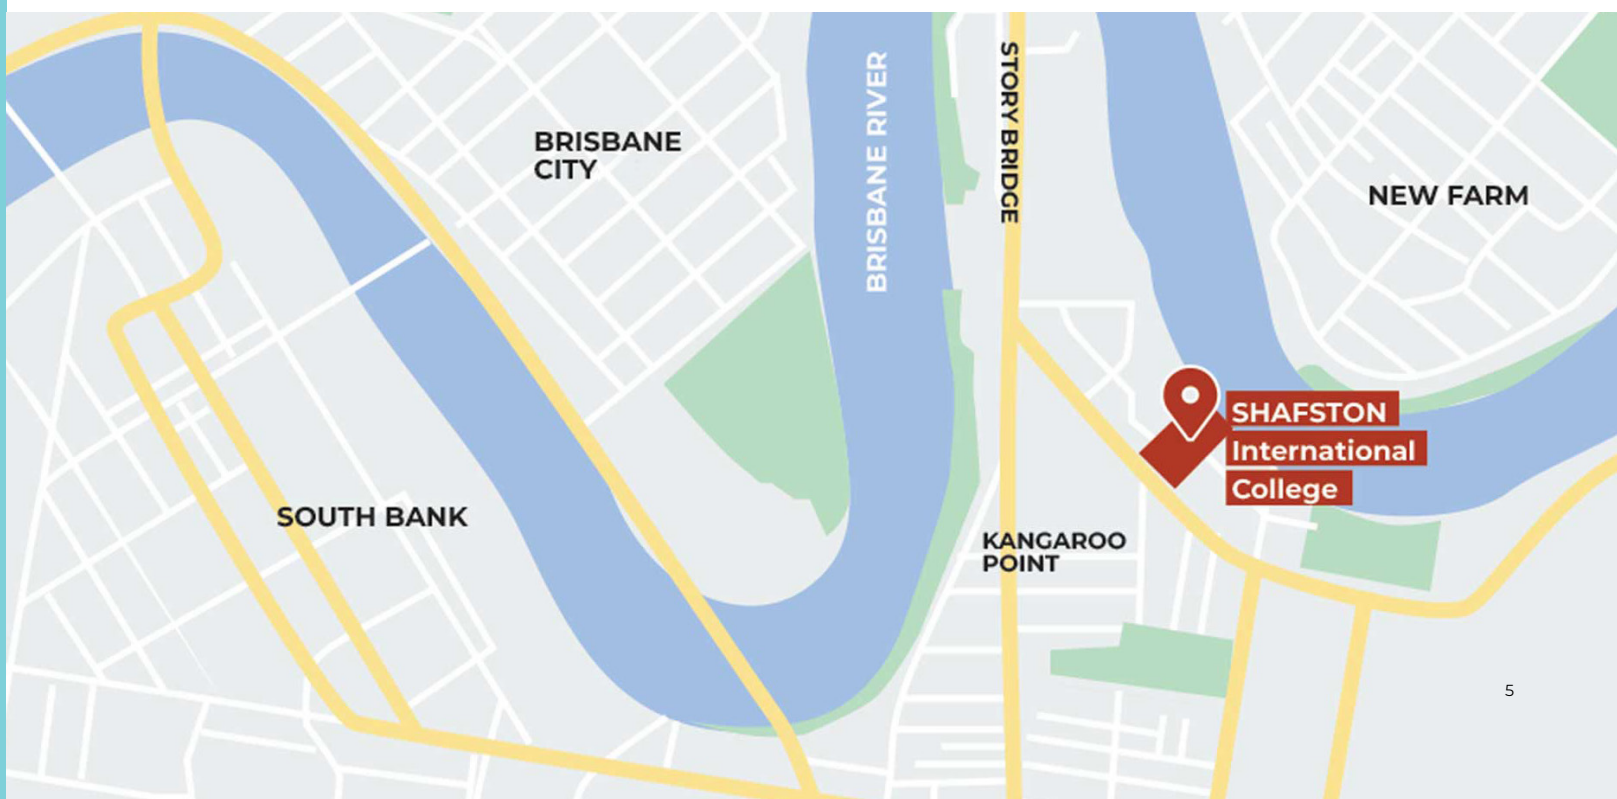 BRISBANE
CITY
BRISBANE RIVER
STORY BRIDGE
NEW FARM
SHAFSTON
International
College
SOUTH BANK
KANGAROO
POINT
5